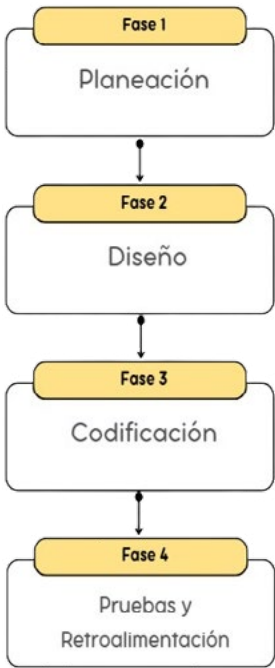 Fase 1
Planeación
Fase 2
Diseño
Fase 3
Codificación
Fase 4
Pruebas y
Retroalimentación